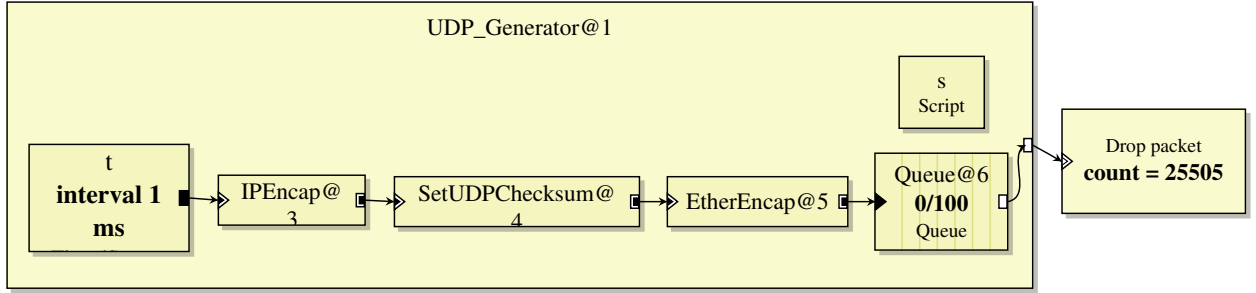 UDP_Generator@1
s
Script
t
interval 1
ms
IPEncap@
3
SetUDPChecksum@
4
EtherEncap@5
Queue@6
0/100
Queue
Drop packet
count = 25505